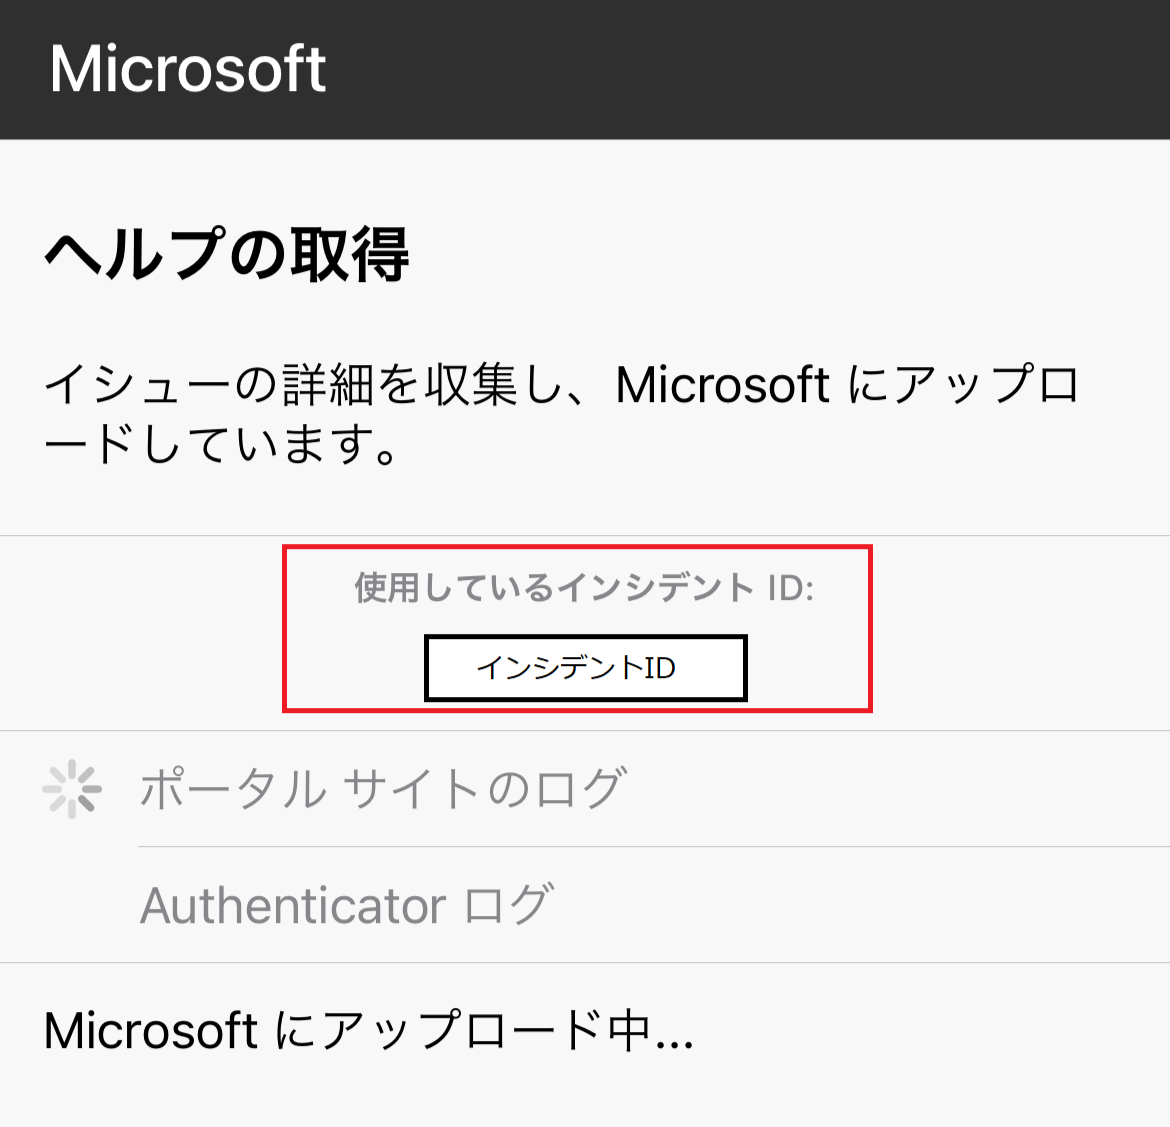 Microsoft
ヘルプの取得
イシューの詳細を収集し、Microsoft にアップロ
ードしています。
使用しているインシデント ID:
インシデントID
ポータル サイトのログ
Authenticator ログ
Microsoft にアップロード中...